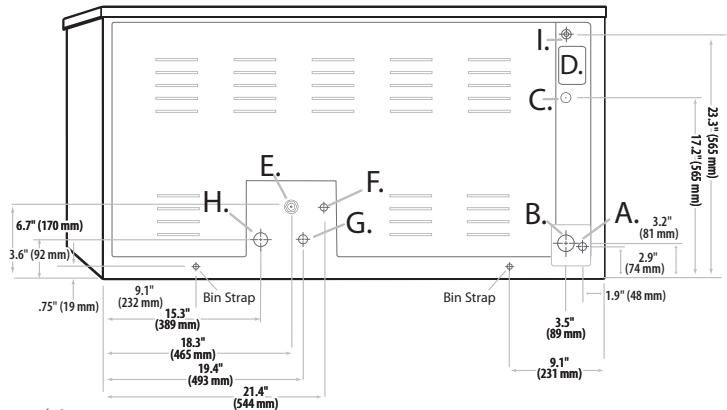 I.
D.
C.
23.3" (565 mm)
17.2" (565 mm)
E.
F.
H.
G.
B.
A.
6.7" (170 mm)
3.6" (92 mm)
.75" (19 mm)
3.2"
(81 mm)
2.9"
(74 mm)
1.9" (48 mm)
Bin Strap
Bin Strap
9.1"
(232 mm)
15.3"
(389 mm)
18.3"
(465 mm)
19.4"
(493 mm)
21.4"
(544 mm)
3.5"
(89 mm)
9.1"
(231 mm)